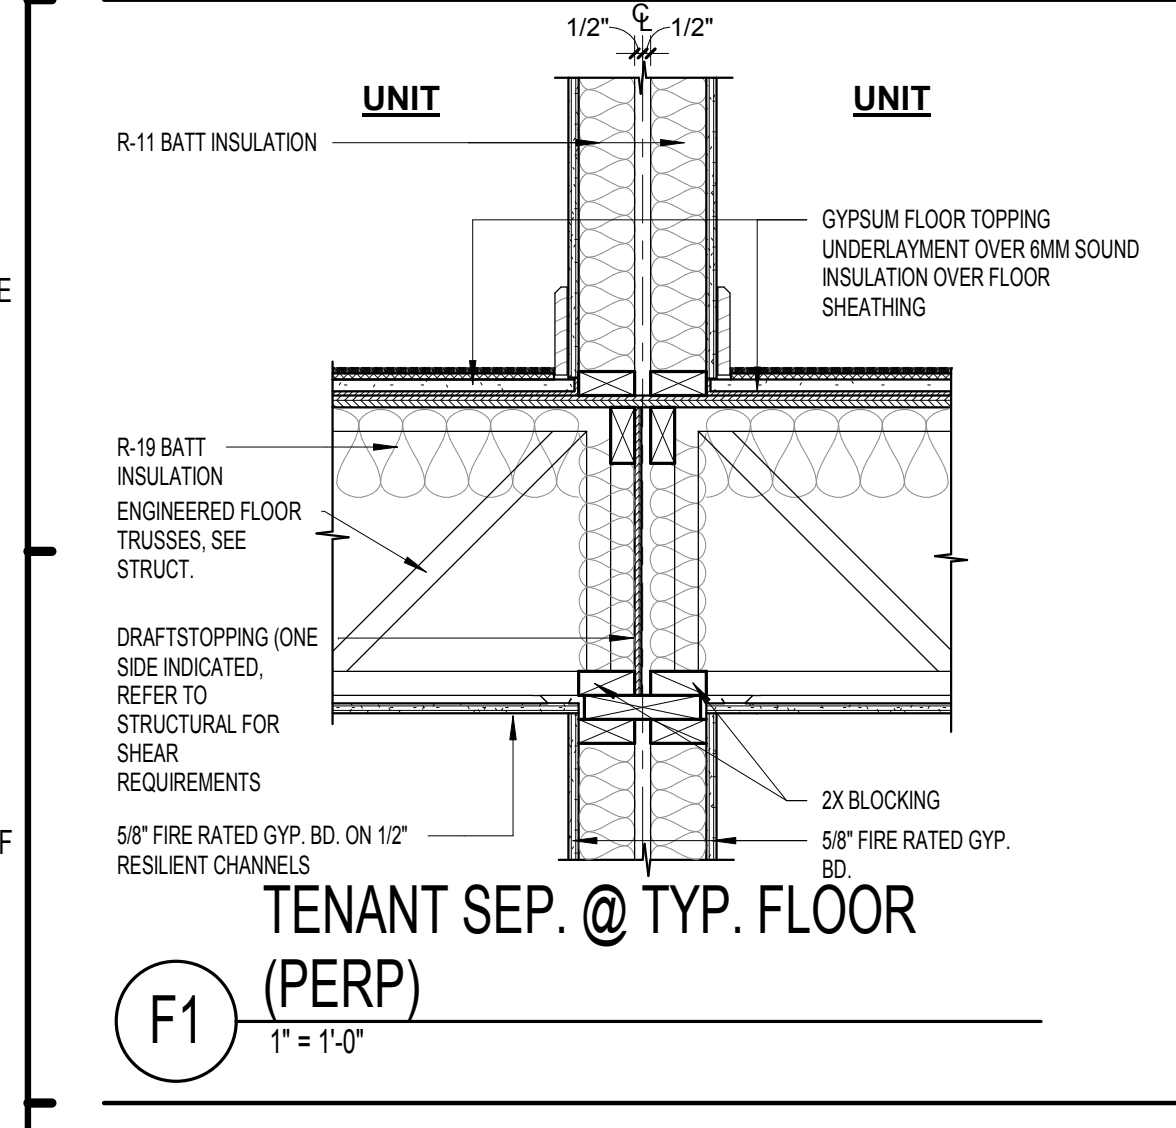 1/2" ℄ 1/2"
UNIT
UNIT
R-11 BATT INSULATION
GYPSUM FLOOR TOPPING
UNDERLAYMENT OVER 6MM SOUND
INSULATION OVER FLOOR
SHEATHING
E
R-19 BATT
INSULATION
ENGINEERED FLOOR
TRUSSES, SEE
STRUCT.
DRAFTSTOPPING (ONE
SIDE INDICATED,
REFER TO
STRUCTURAL FOR
SHEAR
REQUIREMENTS
2X BLOCKING
F
5/8" FIRE RATED GYP. BD. ON 1/2"
RESILIENT CHANNELS
5/8" FIRE RATED GYP.
BD.
TENANT SEP. @ TYP. FLOOR
(PERP)
F1
1" = 1'-0"